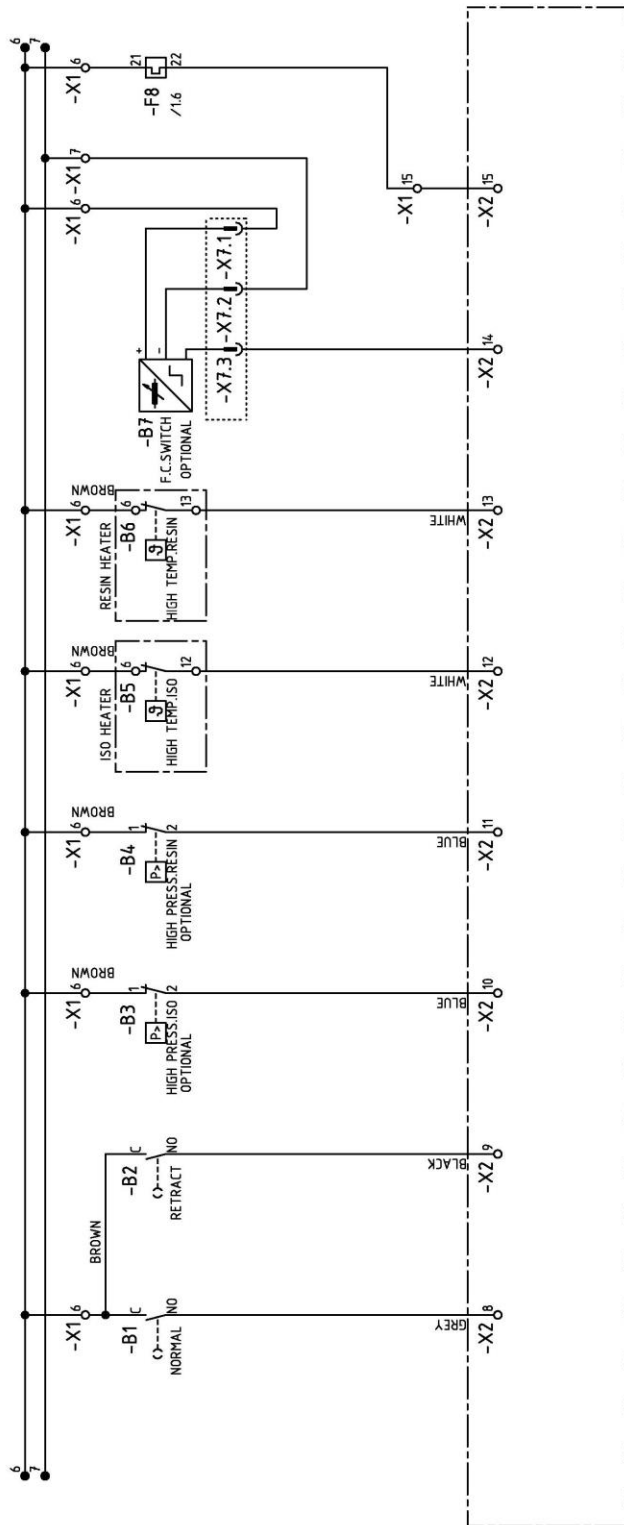 6
7
-X1 6
21
22
-F8
/1.6
-X1 15
-X2 15
-X1 7
-X1 6
-X7.1
-X7.2
-X7.3
+
-
-B7
F.C.SWITCH
OPTIONAL
-X2 14
-X1 6
BROWN
RESIN HEATER
6
-B6
ϑ
13
HIGH TEMP.RESIN
WHITE
-X2 13
-X1 6
BROWN
ISO HEATER
6
-B5
ϑ
12
HIGH TEMP.ISO
WHITE
-X2 12
-X1 6
BROWN
1
-B4
P>
2
HIGH PRESS.RESIN
OPTIONAL
BLUE
-X2 11
-X1 6
BROWN
1
-B3
P>
2
HIGH PRESS.ISO
OPTIONAL
BLUE
-X2 10
C
-B2
NO
RETRACT
BLACK
-X2 9
BROWN
-X1 6
C
-B1
NO
NORMAL
GREY
-X2 8
6
7